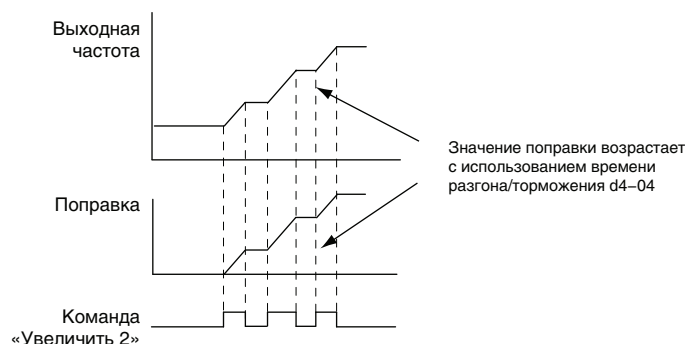 Выходная
частота
Значение поправки возрастает
с использованием времени
разгона/торможения d4–04
Поправка
Команда
«Увеличить 2»